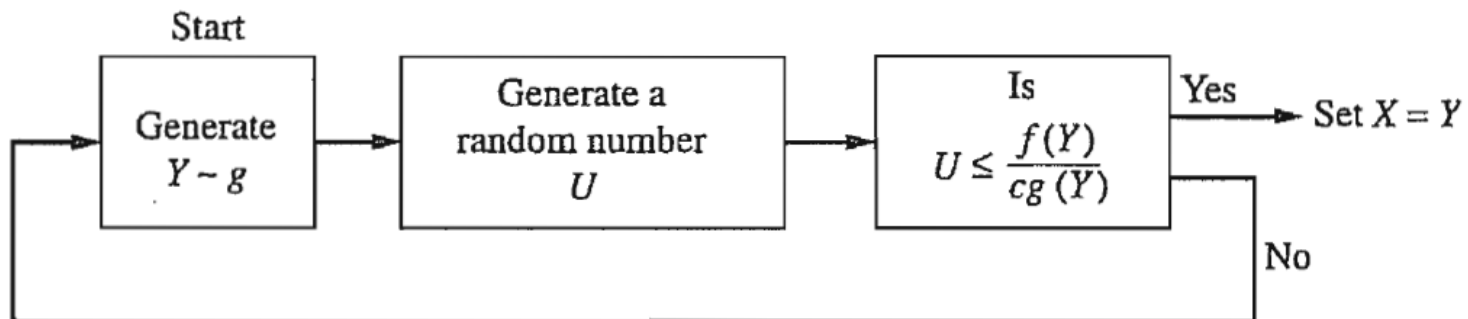 Start
Generate
Y ~ g
Generate a
random number
U
Is
U ≤ f(Y)
cg (Y)
Yes
Set X = Y
No